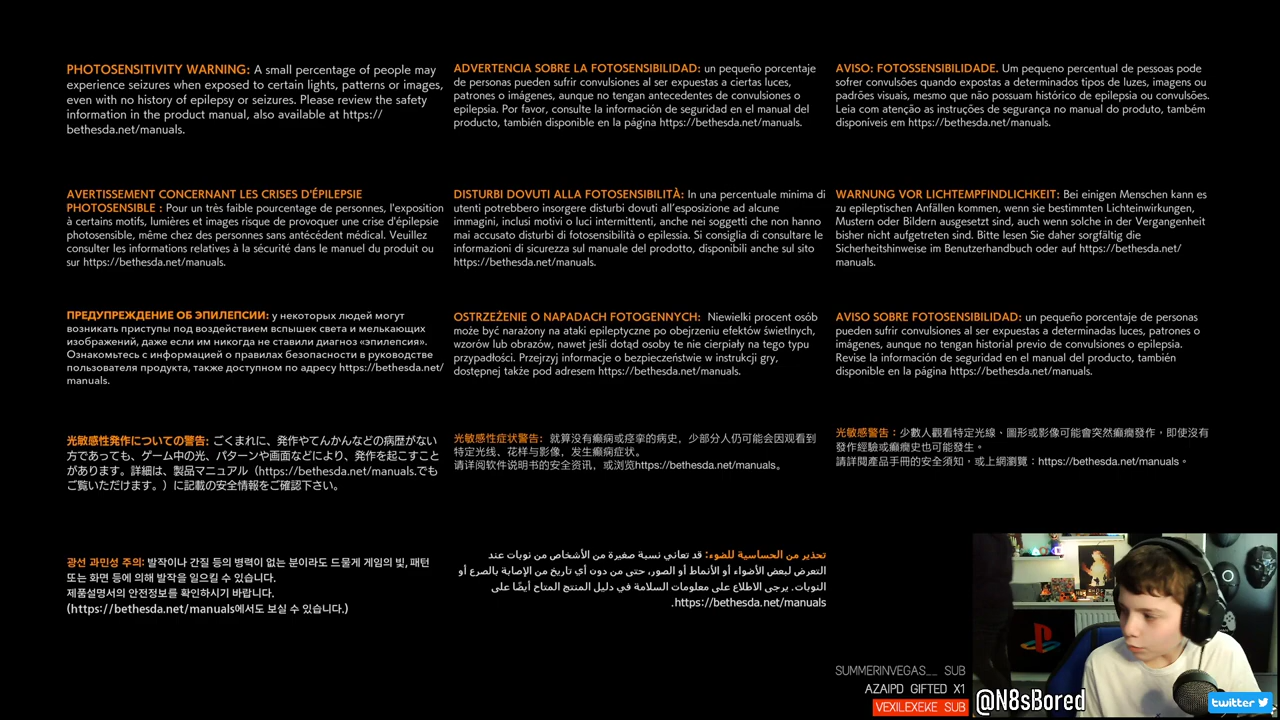 PHOTOSENSITIVITY WARNING: A small percentage of people may
experience seizures when exposed to certain lights, patterns or images,
even with no history of epilepsy or seizures. Please review the safety
information in the product manual, also available at https://
bethesda.net/manuals.
ADVERTENCIA SOBRE LA FOTOSENSIBILIDAD: un pequeño porcentaje
de personas pueden sufrir convulsiones al ser expuestas a ciertas luces,
patrones o imágenes, aunque no tengan antecedentes de convulsiones o
epilepsia. Por favor, consulte la información de seguridad en el manual del
producto, también disponible en la página https://bethesda.net/manuals.
AVISO: FOTOSSENSIBILIDADE. Um pequeno percentual de pessoas pode
sofrer convulsões quando expostas a determinados tipos de luzes, imagens ou
padrões visuais, mesmo que não possuam histórico de epilepsia ou convulsões.
Leia com atenção as instruções de segurança no manual do produto, também
disponíveis em https://bethesda.net/manuals.
AVERTISSEMENT CONCERNANT LES CRISES D'ÉPILEPSIE
PHOTOSENSIBLE : Pour un très faible pourcentage de personnes, l'exposition
à certains motifs, lumières et images risque de provoquer une crise d'épilepsie
photosensible, même chez des personnes sans antécédent médical. Veuillez
consulter les informations relatives à la sécurité dans le manuel du produit ou
sur https://bethesda.net/manuals.
DISTURBI DOVUTI ALLA FOTOSENSIBILITÀ: In una percentuale minima di
utenti potrebbero insorgere disturbi dovuti all'esposizione ad alcune
immagini, inclusi motivi o luci intermittenti, anche nei soggetti che non hanno
mai accusato disturbi di fotosensibilità o epilessia. Si consiglia di consultare le
informazioni di sicurezza sul manuale del prodotto, disponibili anche sul sito
https://bethesda.net/manuals.
WARNUNG VOR LICHTEMPFINDLICHKEIT: Bei einigen Menschen kann es
zu epileptischen Anfällen kommen, wenn sie bestimmten Lichteinwirkungen,
Mustern oder Bildern ausgesetzt sind, auch wenn solche in der Vergangenheit
bisher nicht aufgetreten sind. Bitte lesen Sie daher sorgfältig die
Sicherheitshinweise im Benutzerhandbuch oder auf https://bethesda.net/
manuals.
ПРЕДУПРЕЖДЕНИЕ ОБ ЭПИЛЕПСИИ: у некоторых людей могут
возникать приступы под воздействием вспышек света и мелькающих
изображений, даже если им никогда не ставили диагноз «эпилепсия».
Ознакомьтесь с информацией о правилах безопасности в руководстве
пользователя продукта, также доступном по адресу https://bethesda.net/
manuals.
OSTRZEŻENIE O NAPADACH FOTOGENNYCH: Niewielki procent osób
może być narażony na ataki epileptyczne po obejrzeniu efektów świetlnych,
wzorów lub obrazów, nawet jeśli dotąd osoby te nie cierpiały na tego typu
przypadłości. Przejrzyj informacje o bezpieczeństwie w instrukcji gry,
dostępnej także pod adresem https://bethesda.net/manuals.
AVISO SOBRE FOTOSENSIBILIDAD: un pequeño porcentaje de personas
pueden sufrir convulsiones al ser expuestas a determinadas luces, patrones o
imágenes, aunque no tengan historial previo de convulsiones o epilepsia.
Revise la información de seguridad en el manual del producto, también
disponible en la página https://bethesda.net/manuals.
光敏感性発作についての警告: ごくまれに、発作やてんかんなどの病歴がない
方であっても、ゲーム中の光、パターンや画面などにより、発作を起こすこと
があります。詳細は、製品マニュアル（https://bethesda.net/manuals.でも
ご覧いただけます。）に記載の安全情報をご確認下さい。
光敏感性症状警告: 就算没有癫痫或痉挛的病史，少部分人仍可能会因观看到
特定光线、花样与影像，发生癫痫症状。
请详阅软件说明书的安全资讯，或浏览https://bethesda.net/manuals。
光敏感警告：少數人觀看特定光線、圖形或影像可能會突然癲癇發作，即使沒有
發作經驗或癲癇史也可能發生。
請詳閱產品手冊的安全須知，或上網瀏覽：https://bethesda.net/manuals。
광선 과민성 주의: 발작이나 간질 등의 병력이 없는 분이라도 드물게 게임의 빛, 패턴
또는 화면 등에 의해 발작을 일으킬 수 있습니다.
제품설명서의 안전정보를 확인하시기 바랍니다.
(https://bethesda.net/manuals에서도 보실 수 있습니다.)
تحذير من الحساسية للضوء: قد تعاني نسبة صغيرة من الأشخاص من نوبات عند
التعرض لبعض الأضواء أو الأنماط أو الصور، حتى من دون أي تاريخ من الإصابة بالصرع أو
النوبات. يرجى الاطلاع على معلومات السلامة في دليل المنتج المتاح أيضًا على
https://bethesda.net/manuals.
SUMMERINVEGAS__ SUB
AZAIPD GIFTED X1
VEXILEXEKE SUB
@N8sBored
twitter